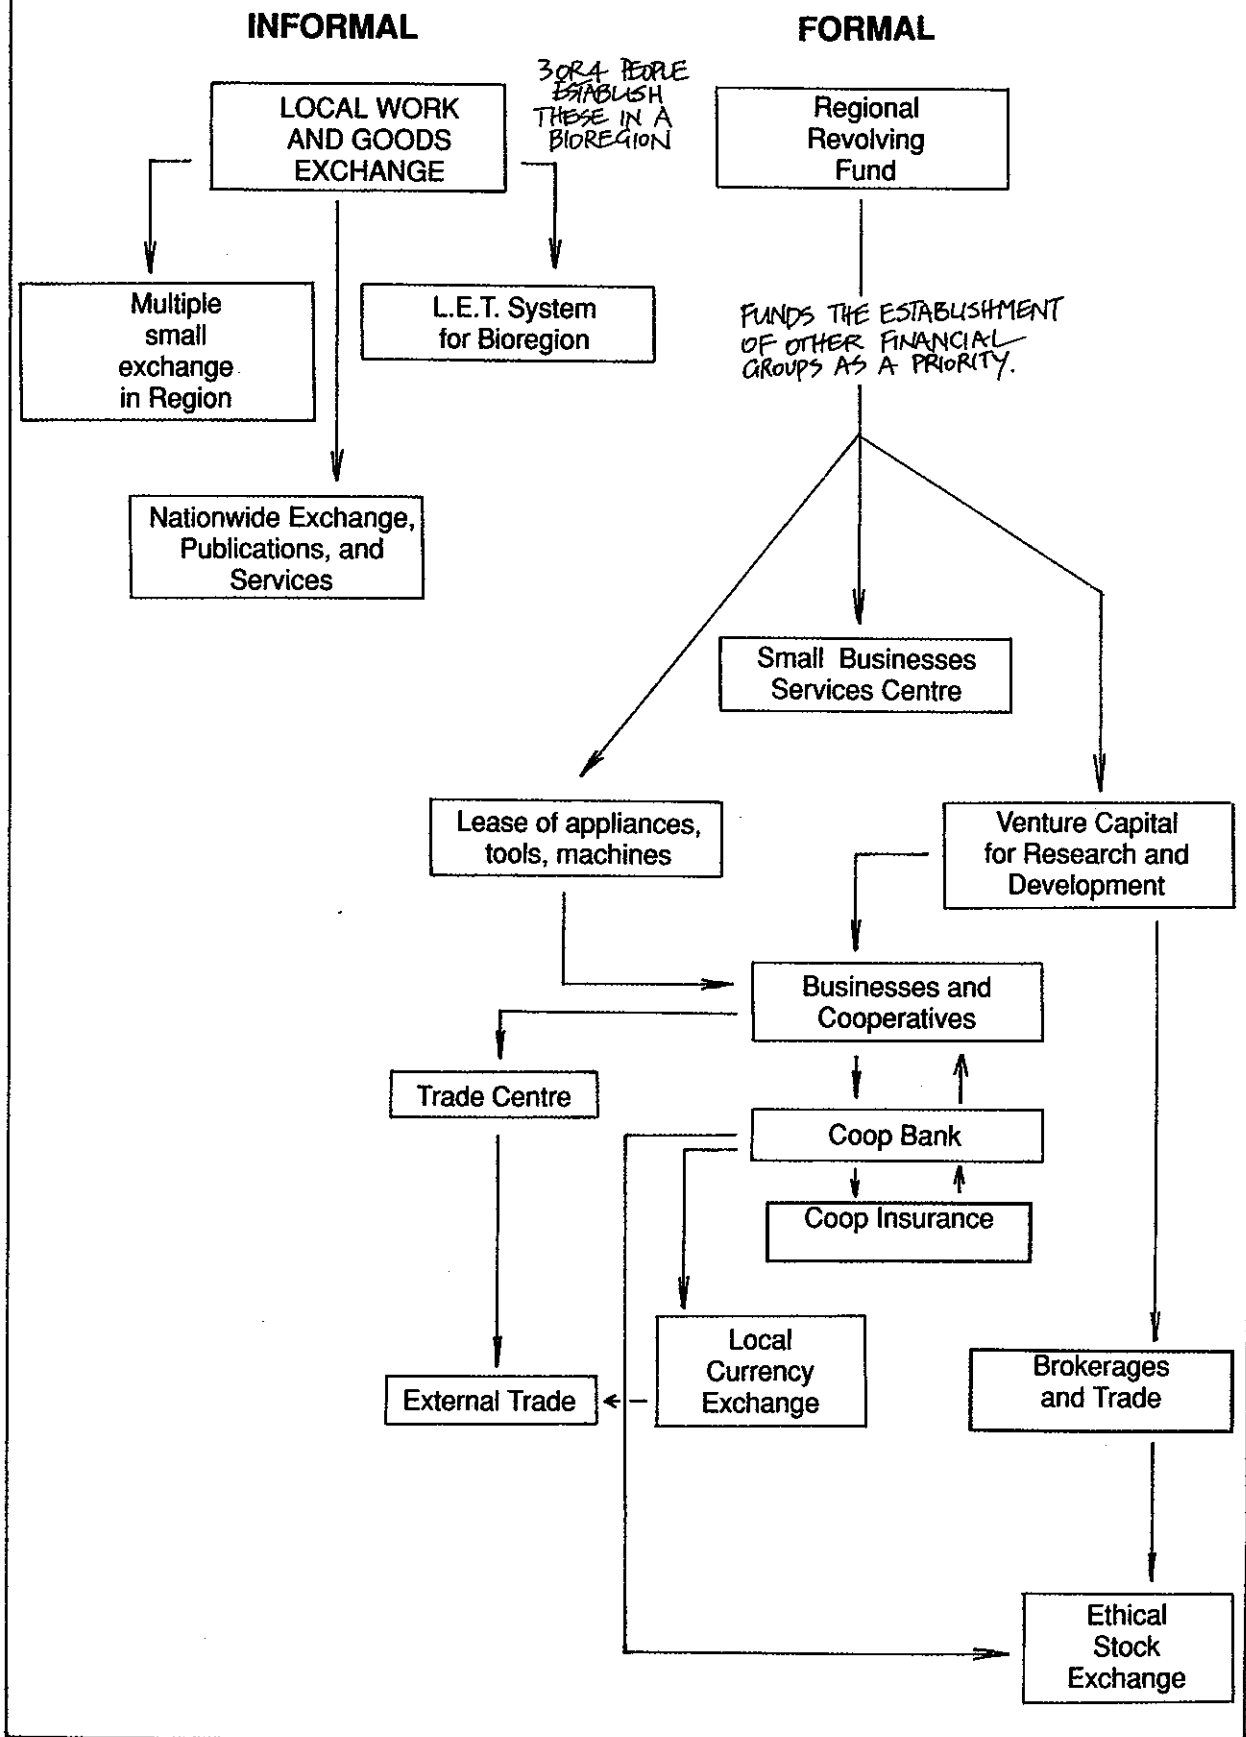 INFORMAL
FORMAL
3 OR 4 PEOPLE
ESTABLISH
THESE IN A
BIOREGION
LOCAL WORK
AND GOODS
EXCHANGE
Regional
Revolving
Fund
Multiple
small
exchange
in Region
L.E.T. System
for Bioregion
FUNDS THE ESTABLISHMENT
OF OTHER FINANCIAL
GROUPS AS A PRIORITY.
Nationwide Exchange,
Publications, and
Services
Small Businesses
Services Centre
Lease of appliances,
tools, machines
Venture Capital
for Research and
Development
Businesses and
Cooperatives
Trade Centre
Coop Bank
Coop Insurance
Local
Currency
Exchange
External Trade
Brokerages
and Trade
Ethical
Stock
Exchange